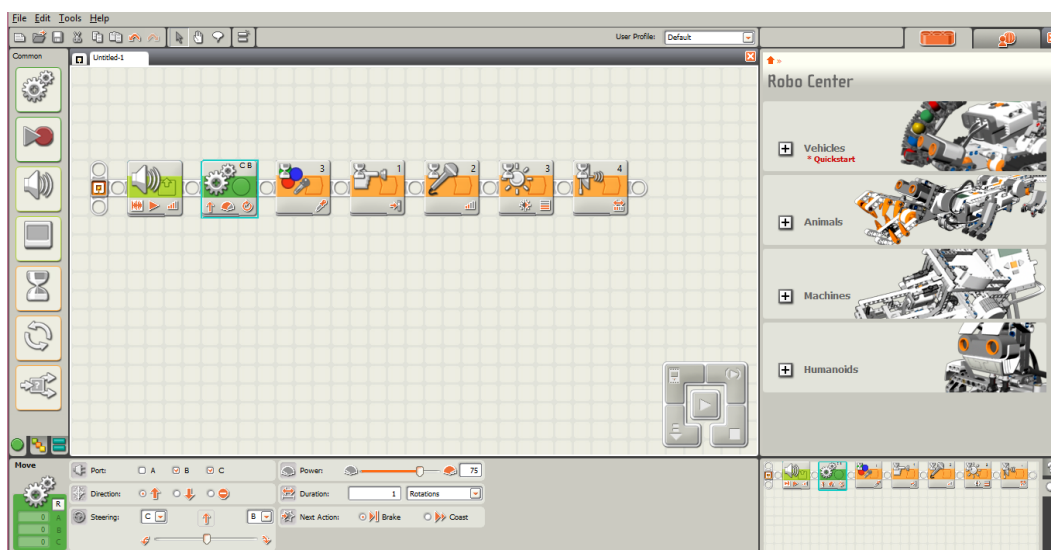 File Edit Tools Help
User Profile: Default
Common
Untitled-1
Robo Center
Vehicles
* Quickstart
Animals
Machines
Humanoids
C B
3
1
2
3
4
Move
R
0 A
0 B
0 C
Port: A B C
Power: 75
Direction:
Duration: 1 Rotations
Steering: C B
Next Action: Brake Coast